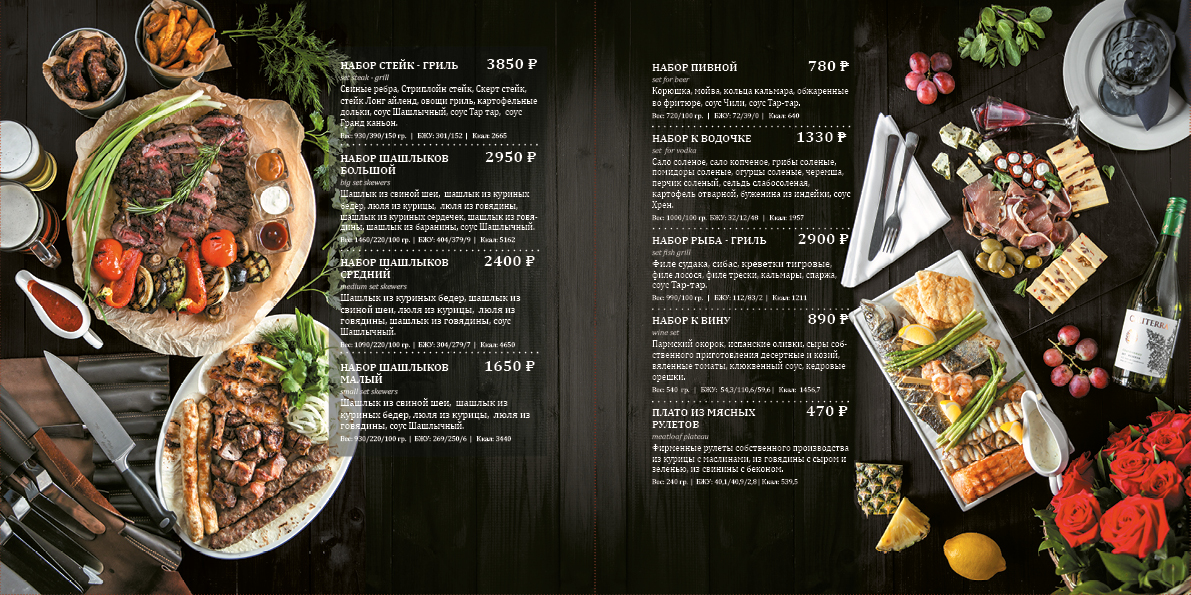 НАБОР СТЕЙК - ГРИЛЬ 3850 ₽
set steak - grill
Свиные ребра, Стриплойн стейк, Скерт стейк,
стейк Лонг айленд, овощи гриль, картофельные
дольки, соус Шашлычный, соус Тар тар, соус
Гранд каньон.
Вес: 930/390/150 гр. | БЖУ: 301/152 | Ккал: 2665
НАБОР ШАШЛЫКОВ 2950 ₽
БОЛЬШОЙ
big set skewers
Шашлык из свиной шеи, шашлык из куриных
бедер, люля из курицы, люля из говядины,
шашлык из куриных сердечек, шашлык из говя-
дины, шашлык из баранины, соус Шашлычный.
Вес: 1460/220/100 гр. | БЖУ: 404/379/9 | Ккал: 5162
НАБОР ШАШЛЫКОВ 2400 ₽
СРЕДНИЙ
medium set skewers
Шашлык из куриных бедер, шашлык из
свиной шеи, люля из курицы, люля из
говядины, шашлык из говядины, соус
Шашлычный.
Вес: 1090/220/100 гр. | БЖУ: 304/279/7 | Ккал: 4650
НАБОР ШАШЛЫКОВ 1650 ₽
МАЛЫЙ
small set skewers
Шашлык из свиной шеи, шашлык из
куриных бедер, люля из курицы, люля из
говядины, соус Шашлычный.
Вес: 930/220/100 гр. | БЖУ: 269/250/6 | Ккал: 3440
НАБОР ПИВНОЙ 780 ₽
set for beer
Корюшка, мойва, кольца кальмара, обжаренные
во фритюре, соус Чили, соус Тар-тар.
Вес: 720/100 гр. | БЖУ: 72/39/0 | Ккал: 640
НАБОР К ВОДОЧКЕ 1330 ₽
set for vodka
Сало соленое, сало копченое, грибы соленые,
помидоры соленые, огурцы соленые, черемша,
перчик соленый, сельдь слабосоленая,
картофель отварной, буженина из индейки, соус
Хрен.
Вес: 1000/100 гр. БЖУ: 32/12/48 | Ккал: 1957
НАБОР РЫБА - ГРИЛЬ 2900 ₽
set fish grill
Филе судака, сибас, креветки тигровые,
филе лосося, филе трески, кальмары, спаржа,
соус Тар-тар.
Вес: 990/100 гр. | БЖУ: 112/83/2 | Ккал: 1211
НАБОР К ВИНУ 890 ₽
wine set
Пармский окорок, испанские оливки, сыры соб-
ственного приготовления десертные и козий,
вяленные томаты, клюквенный соус, кедровые
орешки.
Вес: 540 гр. | БЖУ: 54,3/110,6/59,6 | Ккал: 1456,7
ПЛАТО ИЗ МЯСНЫХ 470 ₽
РУЛЕТОВ
meatloaf plateau
Фирменные рулеты собственного производства
из курицы с маслинами, из говядины с сыром и
зеленью, из свинины с беконом.
Вес: 240 гр. | БЖУ: 40,1/40,9/2,8 | Ккал: 539,5